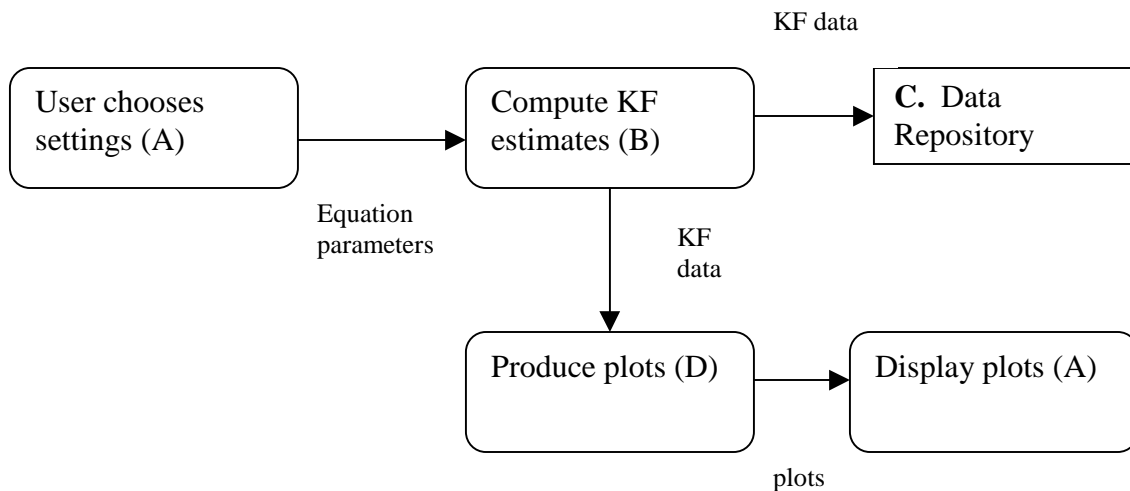 KF data
User chooses
settings (A)
Compute KF
estimates (B)
C. Data
Repository
Equation
parameters
KF
data
Produce plots (D)
Display plots (A)
plots